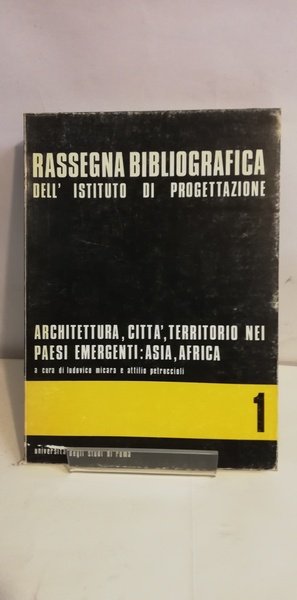 RASSEGNA BIBLIOGRAFICA
DELL' ISTITUTO DI PROGETTAZIONE
ARCHITETTURA, CITTA', TERRITORIO NEI
PAESI EMERGENTI: ASIA, AFRICA
a cura di ludovico micara e attilio petruccioli
1
università degli studi di roma